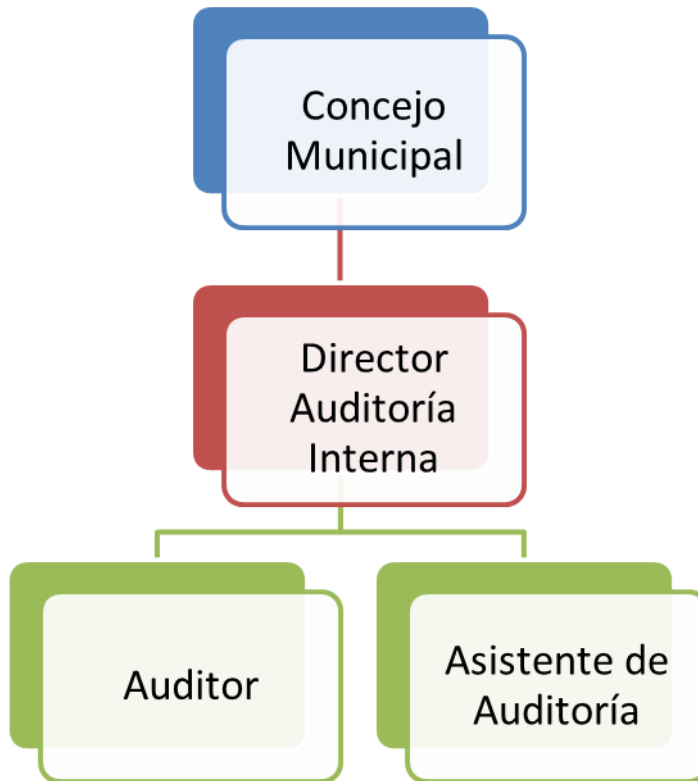 Concejo
Municipal
Director
Auditoría
Interna
Auditor
Asistente de
Auditoría